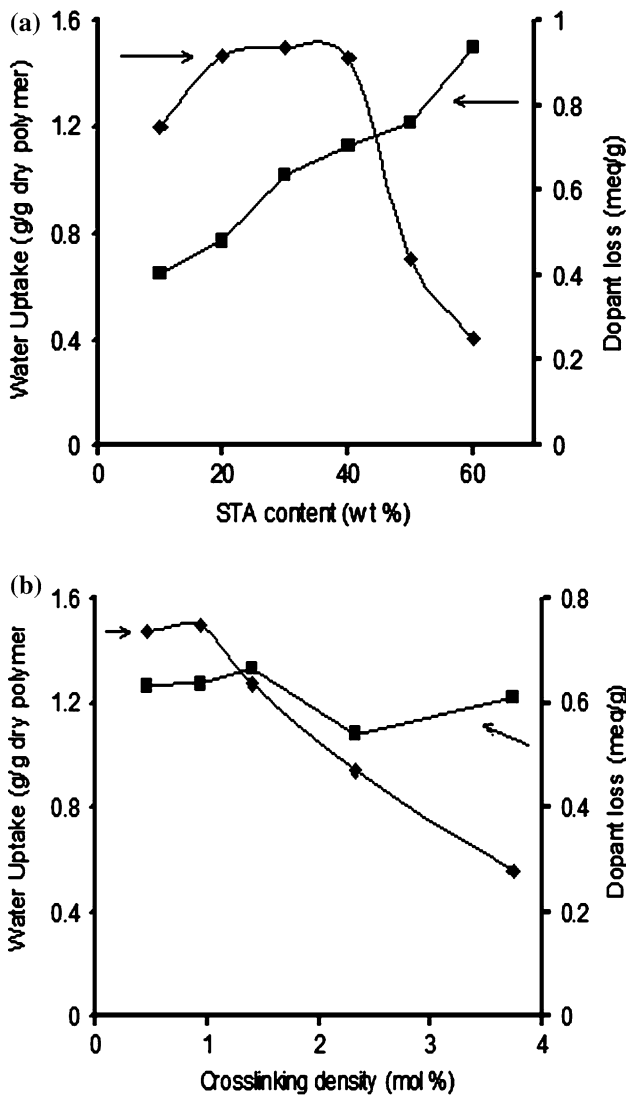 (a)
1.6
1.2
0.8
0.4
0
Water Uptake (g/g dry polymer)
1
0.8
0.6
0.4
0.2
0
Dopant loss (meq/g)
0 20 40 60
STA content (wt %)
(b)
1.6
1.2
0.8
0.4
0
Water Uptake (g/g dry polymer
0.8
0.6
0.4
0.2
0
Dopant loss (meq/g)
0 1 2 3 4
Crosslinking density (mol %)